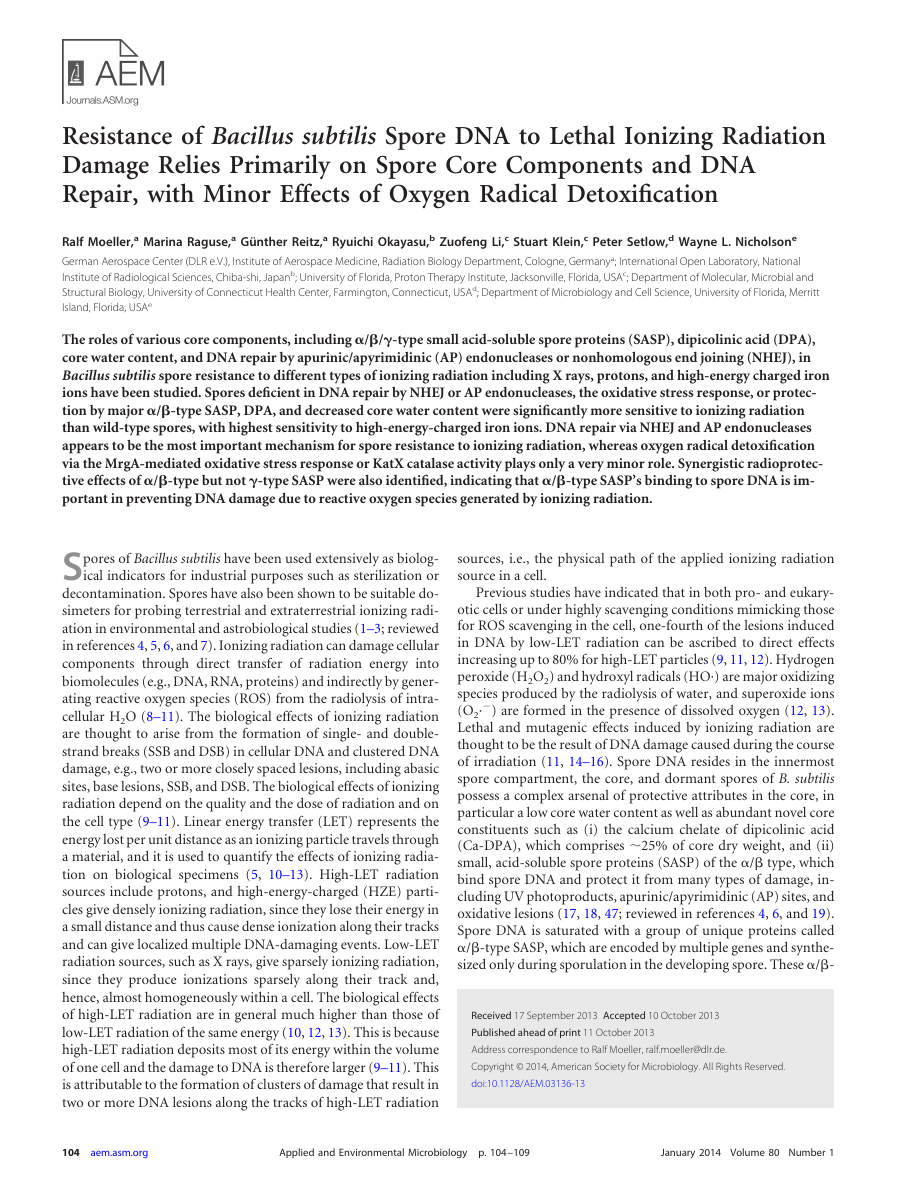 AEM
Journals.ASM.org
Resistance of Bacillus subtilis Spore DNA to Lethal Ionizing Radiation
Damage Relies Primarily on Spore Core Components and DNA
Repair, with Minor Effects of Oxygen Radical Detoxification
Ralf Moeller,a Marina Raguse,a Günther Reitz,a Ryuichi Okayasu,b Zuofeng Li,c Stuart Klein,c Peter Setlow,d Wayne L. Nicholsone
German Aerospace Center (DLR e.V.), Institute of Aerospace Medicine, Radiation Biology Department, Cologne, Germanya; International Open Laboratory, National
Institute of Radiological Sciences, Chiba-shi, Japanb; University of Florida, Proton Therapy Institute, Jacksonville, Florida, USAc; Department of Molecular, Microbial and
Structural Biology, University of Connecticut Health Center, Farmington, Connecticut, USAd; Department of Microbiology and Cell Science, University of Florida, Merritt
Island, Florida, USAe
The roles of various core components, including α/β/γ-type small acid-soluble spore proteins (SASP), dipicolinic acid (DPA),
core water content, and DNA repair by apurinic/apyrimidinic (AP) endonucleases or nonhomologous end joining (NHEJ), in
Bacillus subtilis spore resistance to different types of ionizing radiation including X rays, protons, and high-energy charged iron
ions have been studied. Spores deficient in DNA repair by NHEJ or AP endonucleases, the oxidative stress response, or protec-
tion by major α/β-type SASP, DPA, and decreased core water content were significantly more sensitive to ionizing radiation
than wild-type spores, with highest sensitivity to high-energy-charged iron ions. DNA repair via NHEJ and AP endonucleases
appears to be the most important mechanism for spore resistance to ionizing radiation, whereas oxygen radical detoxification
via the MrgA-mediated oxidative stress response or KatX catalase activity plays only a very minor role. Synergistic radioprotec-
tive effects of α/β-type but not γ-type SASP were also identified, indicating that α/β-type SASP's binding to spore DNA is im-
portant in preventing DNA damage due to reactive oxygen species generated by ionizing radiation.
Spores of Bacillus subtilis have been used extensively as biolog-
ical indicators for industrial purposes such as sterilization or
decontamination. Spores have also been shown to be suitable do-
simeters for probing terrestrial and extraterrestrial ionizing radi-
ation in environmental and astrobiological studies (1–3; reviewed
in references 4, 5, 6, and 7). Ionizing radiation can damage cellular
components through direct transfer of radiation energy into
biomolecules (e.g., DNA, RNA, proteins) and indirectly by gener-
ating reactive oxygen species (ROS) from the radiolysis of intra-
cellular H2O (8–11). The biological effects of ionizing radiation
are thought to arise from the formation of single- and double-
strand breaks (SSB and DSB) in cellular DNA and clustered DNA
damage, e.g., two or more closely spaced lesions, including abasic
sites, base lesions, SSB, and DSB. The biological effects of ionizing
radiation depend on the quality and the dose of radiation and on
the cell type (9–11). Linear energy transfer (LET) represents the
energy lost per unit distance as an ionizing particle travels through
a material, and it is used to quantify the effects of ionizing radia-
tion on biological specimens (5, 10–13). High-LET radiation
sources include protons, and high-energy-charged (HZE) parti-
cles give densely ionizing radiation, since they lose their energy in
a small distance and thus cause dense ionization along their tracks
and can give localized multiple DNA-damaging events. Low-LET
radiation sources, such as X rays, give sparsely ionizing radiation,
since they produce ionizations sparsely along their track and,
hence, almost homogeneously within a cell. The biological effects
of high-LET radiation are in general much higher than those of
low-LET radiation of the same energy (10, 12, 13). This is because
high-LET radiation deposits most of its energy within the volume
of one cell and the damage to DNA is therefore larger (9–11). This
is attributable to the formation of clusters of damage that result in
two or more DNA lesions along the tracks of high-LET radiation
sources, i.e., the physical path of the applied ionizing radiation
source in a cell.
Previous studies have indicated that in both pro- and eukary-
otic cells or under highly scavenging conditions mimicking those
for ROS scavenging in the cell, one-fourth of the lesions induced
in DNA by low-LET radiation can be ascribed to direct effects
increasing up to 80% for high-LET particles (9, 11, 12). Hydrogen
peroxide (H2O2) and hydroxyl radicals (HO·) are major oxidizing
species produced by the radiolysis of water, and superoxide ions
(O2·−) are formed in the presence of dissolved oxygen (12, 13).
Lethal and mutagenic effects induced by ionizing radiation are
thought to be the result of DNA damage caused during the course
of irradiation (11, 14–16). Spore DNA resides in the innermost
spore compartment, the core, and dormant spores of B. subtilis
possess a complex arsenal of protective attributes in the core, in
particular a low core water content as well as abundant novel core
constituents such as (i) the calcium chelate of dipicolinic acid
(Ca-DPA), which comprises ~25% of core dry weight, and (ii)
small, acid-soluble spore proteins (SASP) of the α/β type, which
bind spore DNA and protect it from many types of damage, in-
cluding UV photoproducts, apurinic/apyrimidinic (AP) sites, and
oxidative lesions (17, 18, 47; reviewed in references 4, 6, and 19).
Spore DNA is saturated with a group of unique proteins called
α/β-type SASP, which are encoded by multiple genes and synthe-
sized only during sporulation in the developing spore. These α/β-
Received 17 September 2013 Accepted 10 October 2013
Published ahead of print 11 October 2013
Address correspondence to Ralf Moeller, ralf.moeller@dlr.de.
Copyright © 2014, American Society for Microbiology. All Rights Reserved.
doi:10.1128/AEM.03136-13
104 aem.asm.org
Applied and Environmental Microbiology p. 104–109
January 2014 Volume 80 Number 1